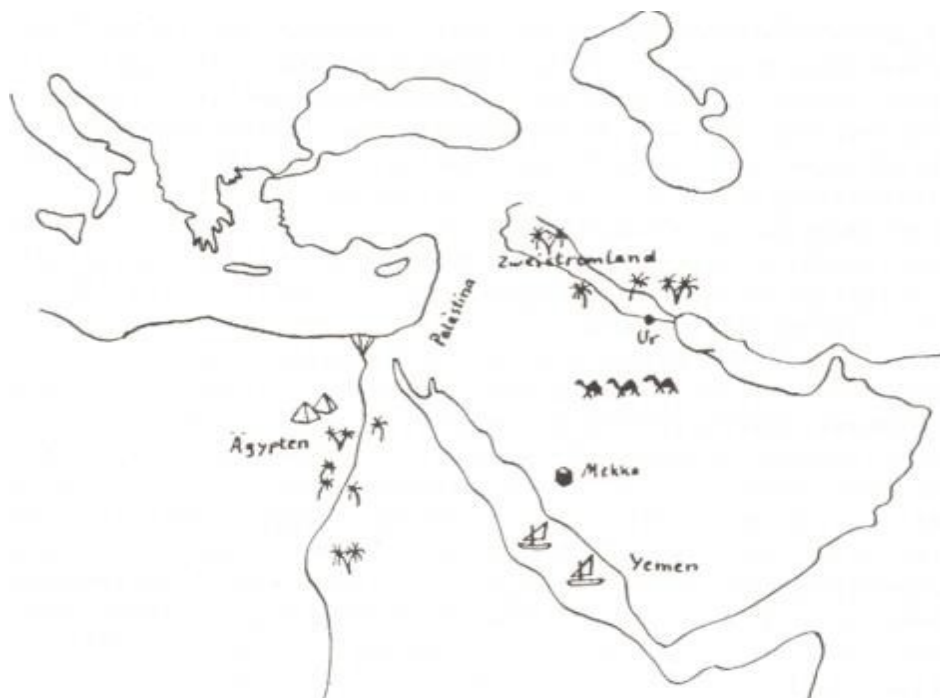 Zweistromland
Palästina
Ur
Ägypten
Mekka
Yemen